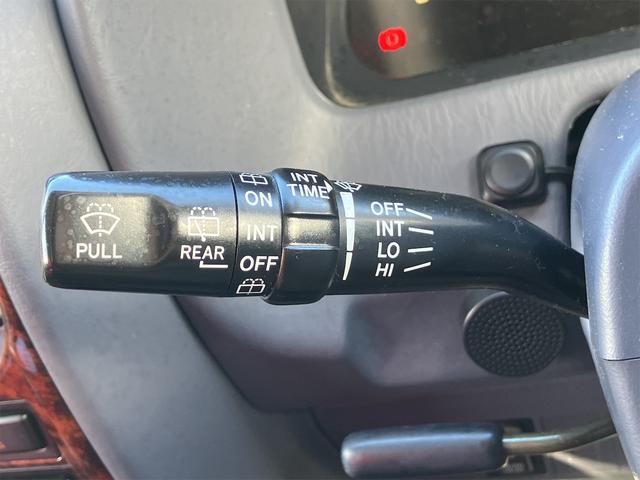 PULL
REAR
ON
INT
OFF
INT
TIME
OFF
INT
LO
HI